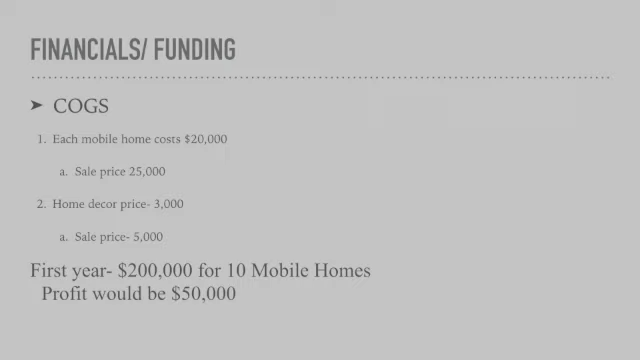 FINANCIALS/ FUNDING
➤ COGS
1. Each mobile home costs $20,000
a. Sale price 25,000
2. Home decor price- 3,000
a. Sale price- 5,000
First year- $200,000 for 10 Mobile Homes
Profit would be $50,000